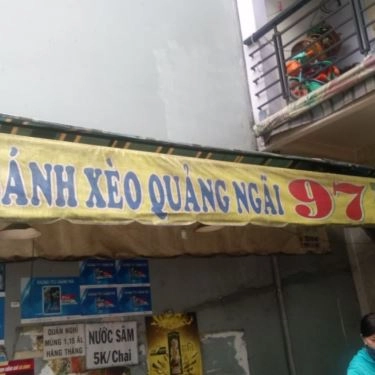 ÁNH XÈO QUẢNG NGÃI 97
QUÁN NGHỈ
MÙNG 1,15 ÂL
HÀNG THÁNG
NƯỚC SÂM
5K/Chai